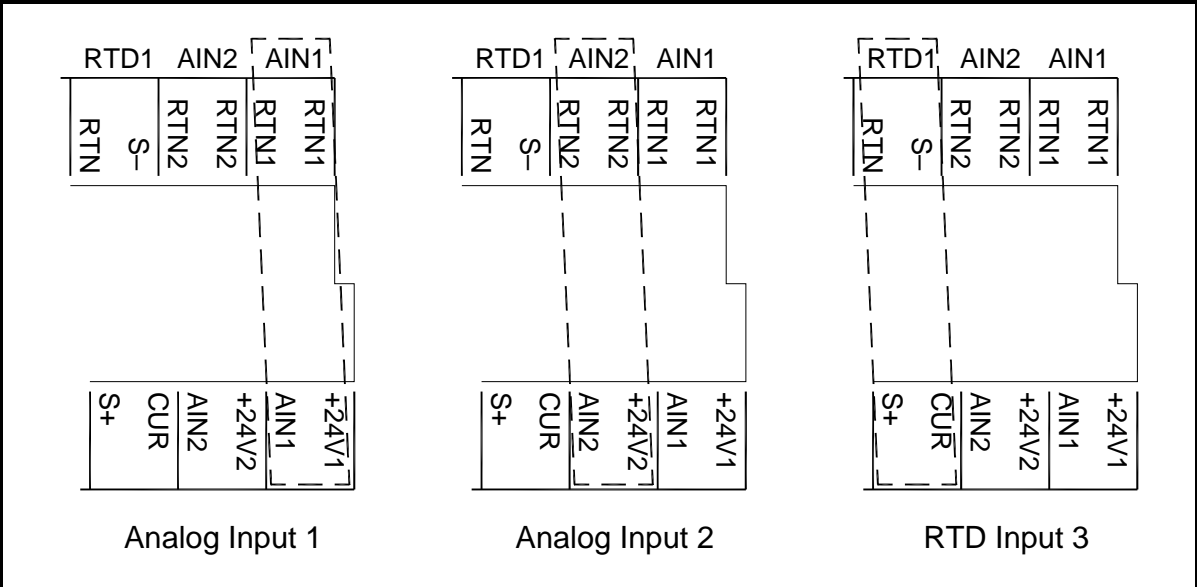 RTD1 AIN2 AIN1
RTN S– RTN2 RTN2 RTN1 RTN1
S+ CUR AIN2 +24V2 AIN1 +24V1
Analog Input 1
RTD1 AIN2 AIN1
RTN S– RTN2 RTN2 RTN1 RTN1
S+ CUR AIN2 +24V2 AIN1 +24V1
Analog Input 2
RTD1 AIN2 AIN1
RTN S– RTN2 RTN2 RTN1 RTN1
S+ CUR AIN2 +24V2 AIN1 +24V1
RTD Input 3